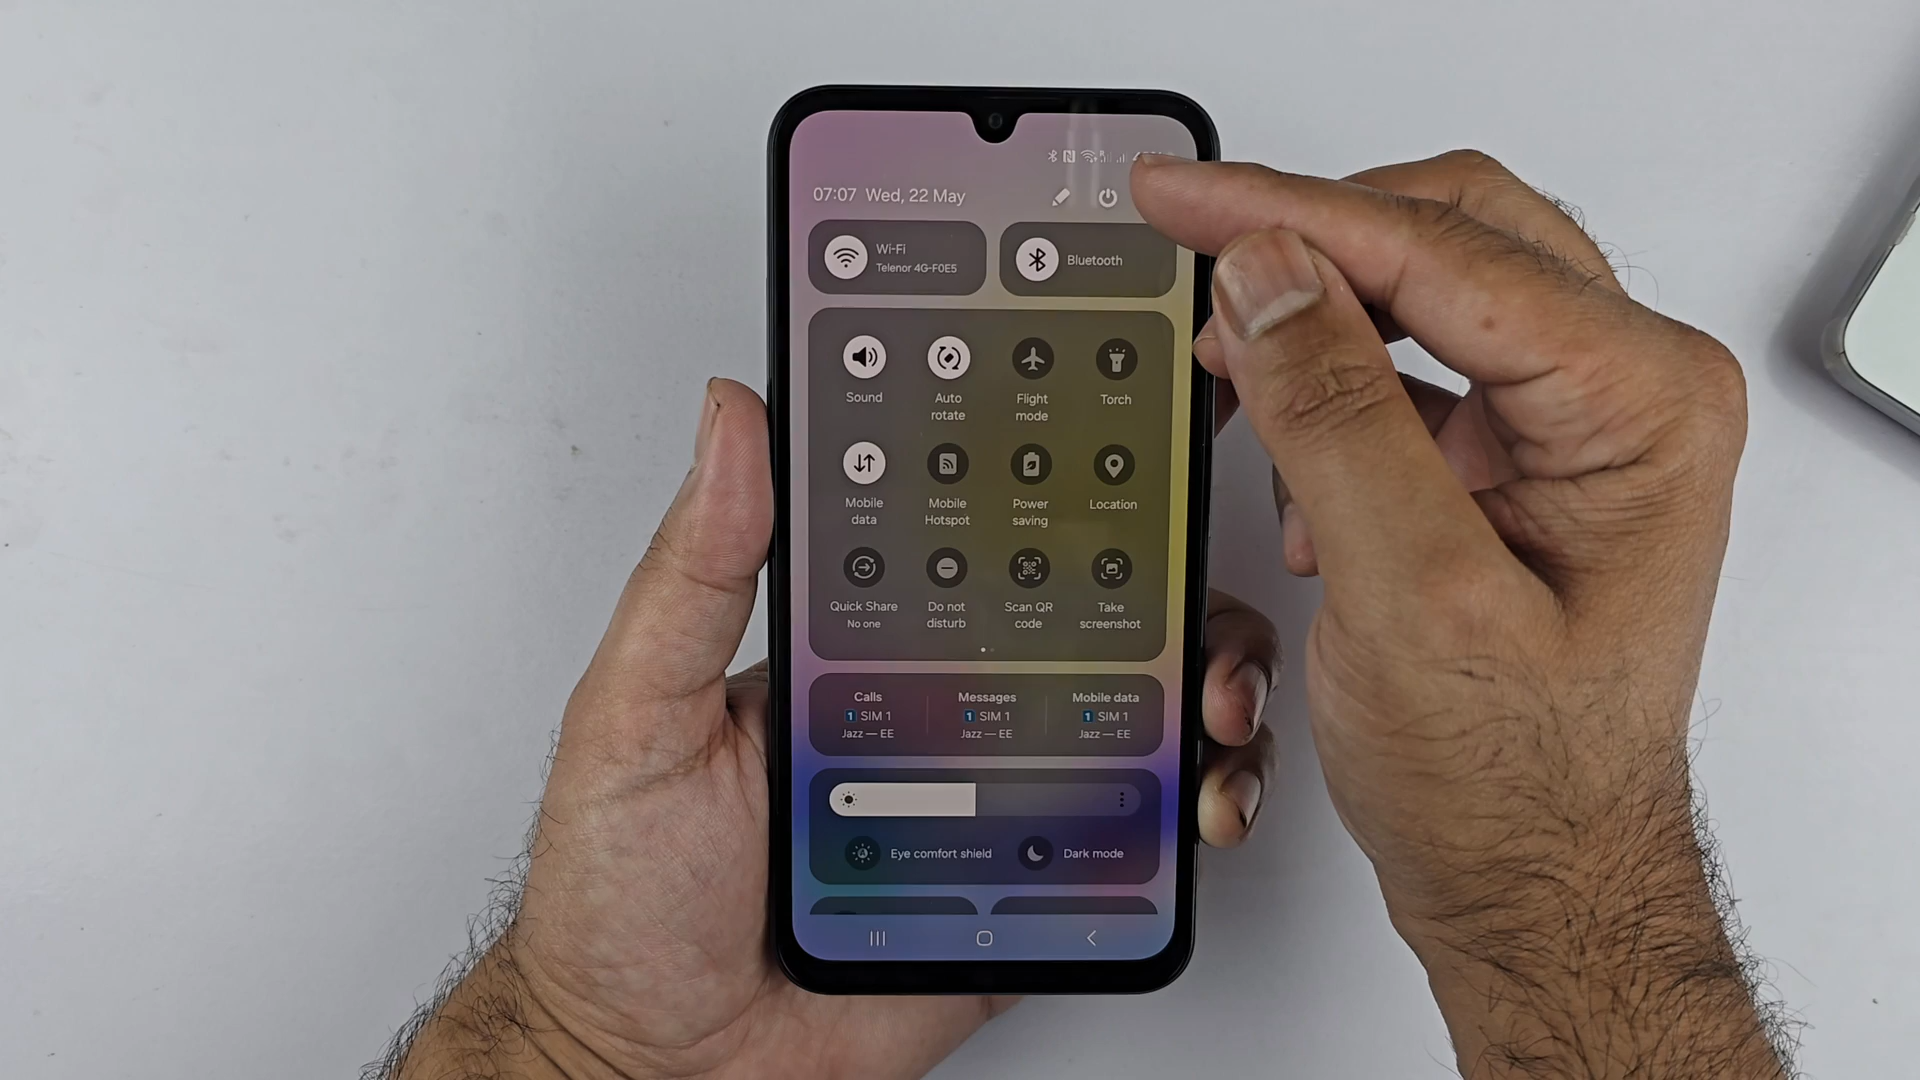 07:07 Wed, 22 May
Wi-Fi
Telenor 4G-F0E5
Bluetooth
Sound
Auto
rotate
Flight
mode
Torch
Mobile
data
Mobile
Hotspot
Power
saving
Location
Quick Share
No one
Do not
disturb
Scan QR
code
Take
screenshot
Calls
1 SIM 1
Jazz — EE
Messages
1 SIM 1
Jazz — EE
Mobile data
1 SIM 1
Jazz — EE
Eye comfort shield
Dark mode